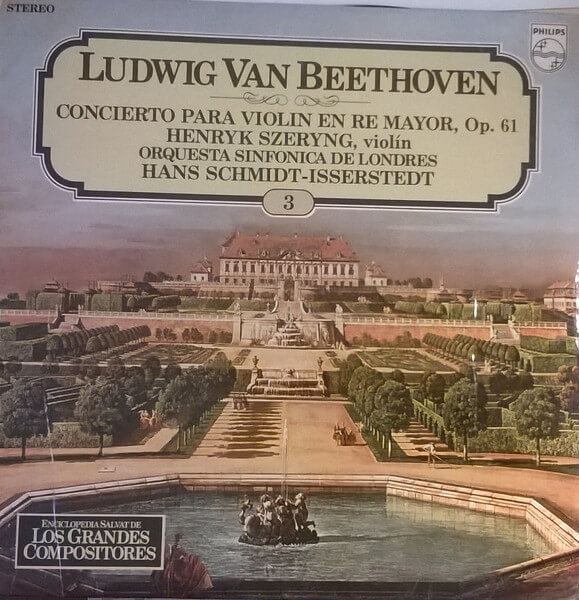 STEREO
PHILIPS
LUDWIG VAN BEETHOVEN
CONCIERTO PARA VIOLIN EN RE MAYOR, Op. 61
HENRYK SZERYNG, violín
ORQUESTA SINFONICA DE LONDRES
HANS SCHMIDT-ISSERSTEDT
3
ENCICLOPEDIA SALVAT DE
LOS GRANDES
COMPOSITORES